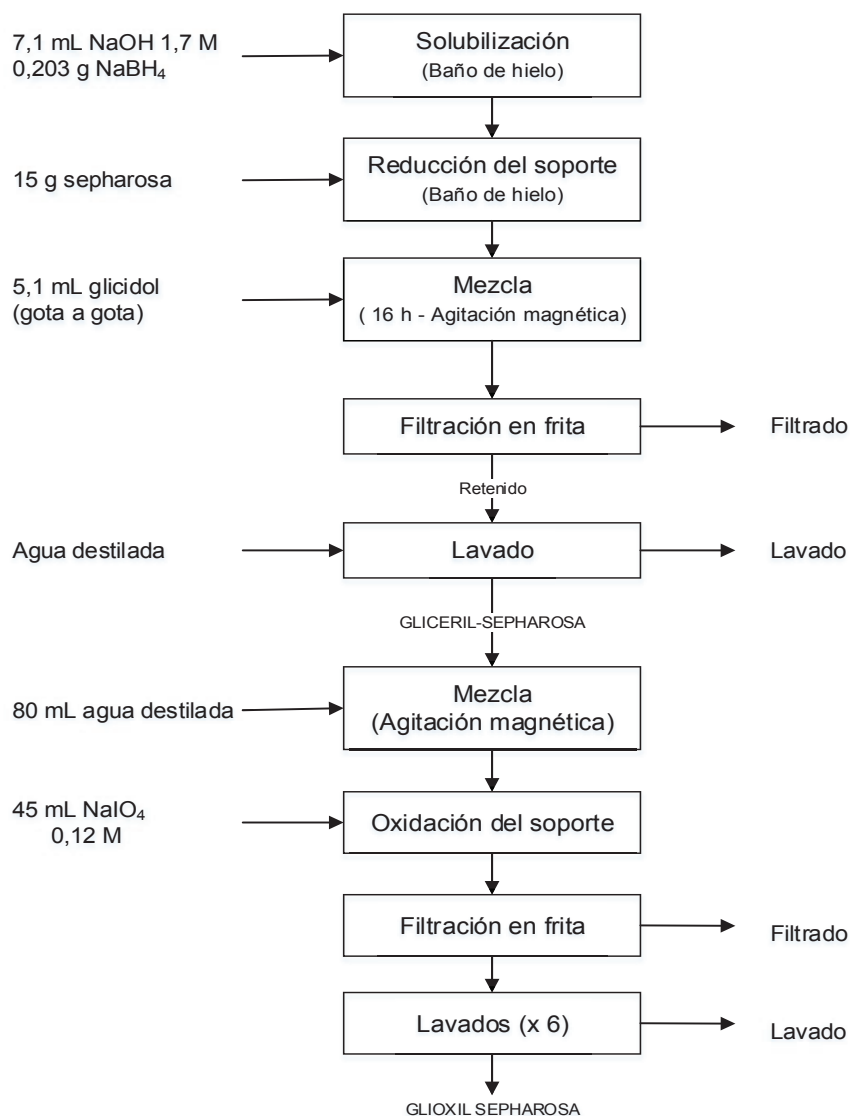 7,1 mL NaOH 1,7 M
0,203 g NaBH₄
Solubilización
(Baño de hielo)
15 g sepharosa
Reducción del soporte
(Baño de hielo)
5,1 mL glicidol
(gota a gota)
Mezcla
( 16 h - Agitación magnética)
Filtración en frita
Filtrado
Retenido
Agua destilada
Lavado
Lavado
GLICERIL-SEPHAROSA
80 mL agua destilada
Mezcla
(Agitación magnética)
45 mL NaIO₄
0,12 M
Oxidación del soporte
Filtración en frita
Filtrado
Lavados (x 6)
Lavado
GLIOXIL SEPHAROSA